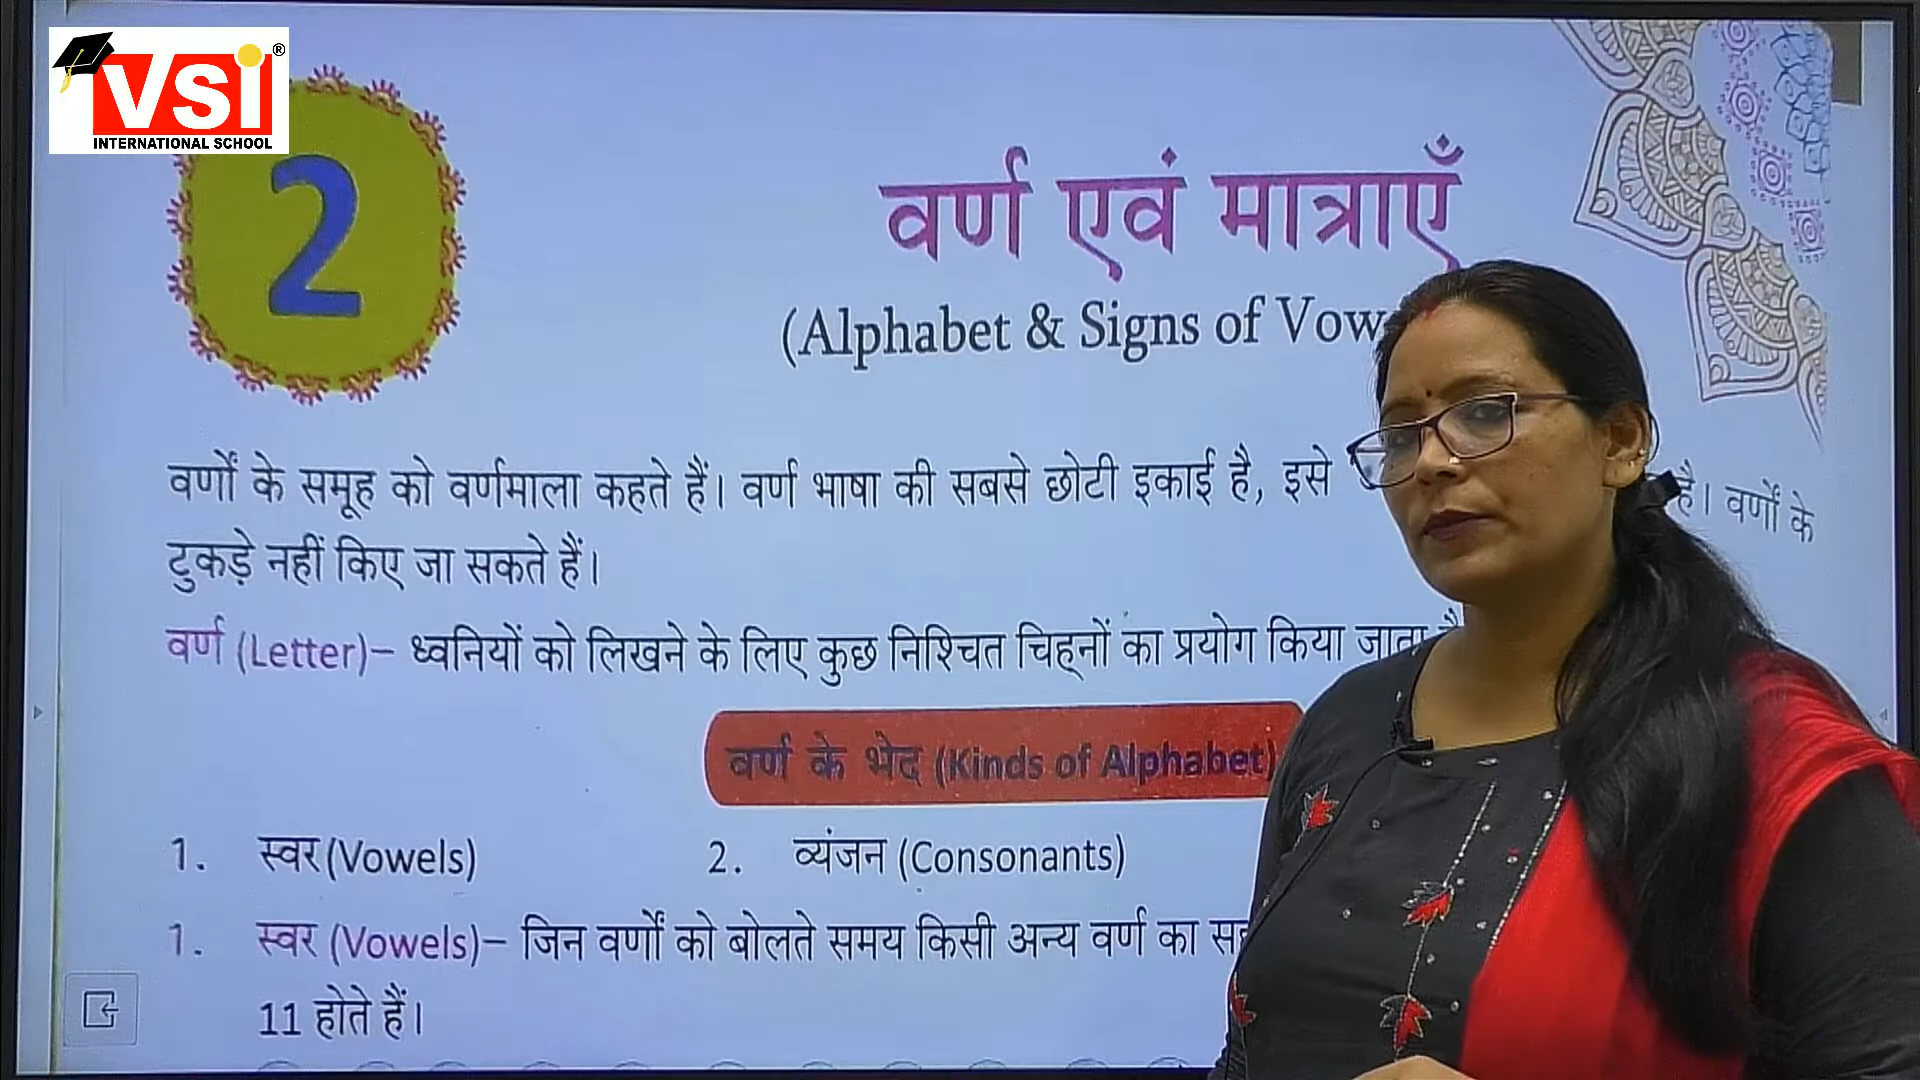 VSI ®
INTERNATIONAL SCHOOL
2
वर्ण एवं मात्राएँ
(Alphabet & Signs of
वर्णों के समूह को वर्णमाला कहते हैं। वर्ण भाषा की सबसे छोटी इकाई है, इसे है। वर्णों के
टुकड़े नहीं किए जा सकते हैं।
वर्ण (Letter)– ध्वनियों को लिखने के लिए कुछ निश्चित चिह्नों का प्रयोग किया जाता
वर्ण के भेद (Kinds of Alphabet)
1. स्वर (Vowels) 2. व्यंजन (Consonants)
1. स्वर (Vowels)– जिन वर्णों को बोलते समय किसी अन्य वर्ण का
11 होते हैं।